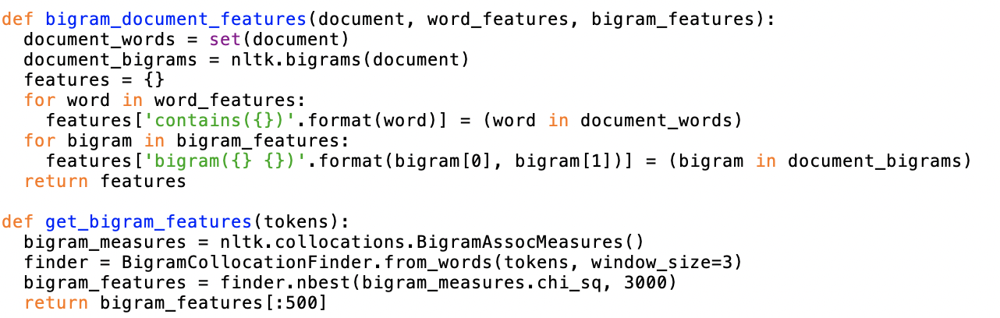 def bigram_document_features(document, word_features, bigram_features):
  document_words = set(document)
  document_bigrams = nltk.bigrams(document)
  features = {}
  for word in word_features:
    features['contains({})'.format(word)] = (word in document_words)
  for bigram in bigram_features:
    features['bigram({} {})'.format(bigram[0], bigram[1])] = (bigram in document_bigrams)
  return features

def get_bigram_features(tokens):
  bigram_measures = nltk.collocations.BigramAssocMeasures()
  finder = BigramCollocationFinder.from_words(tokens, window_size=3)
  bigram_features = finder.nbest(bigram_measures.chi_sq, 3000)
  return bigram_features[:500]